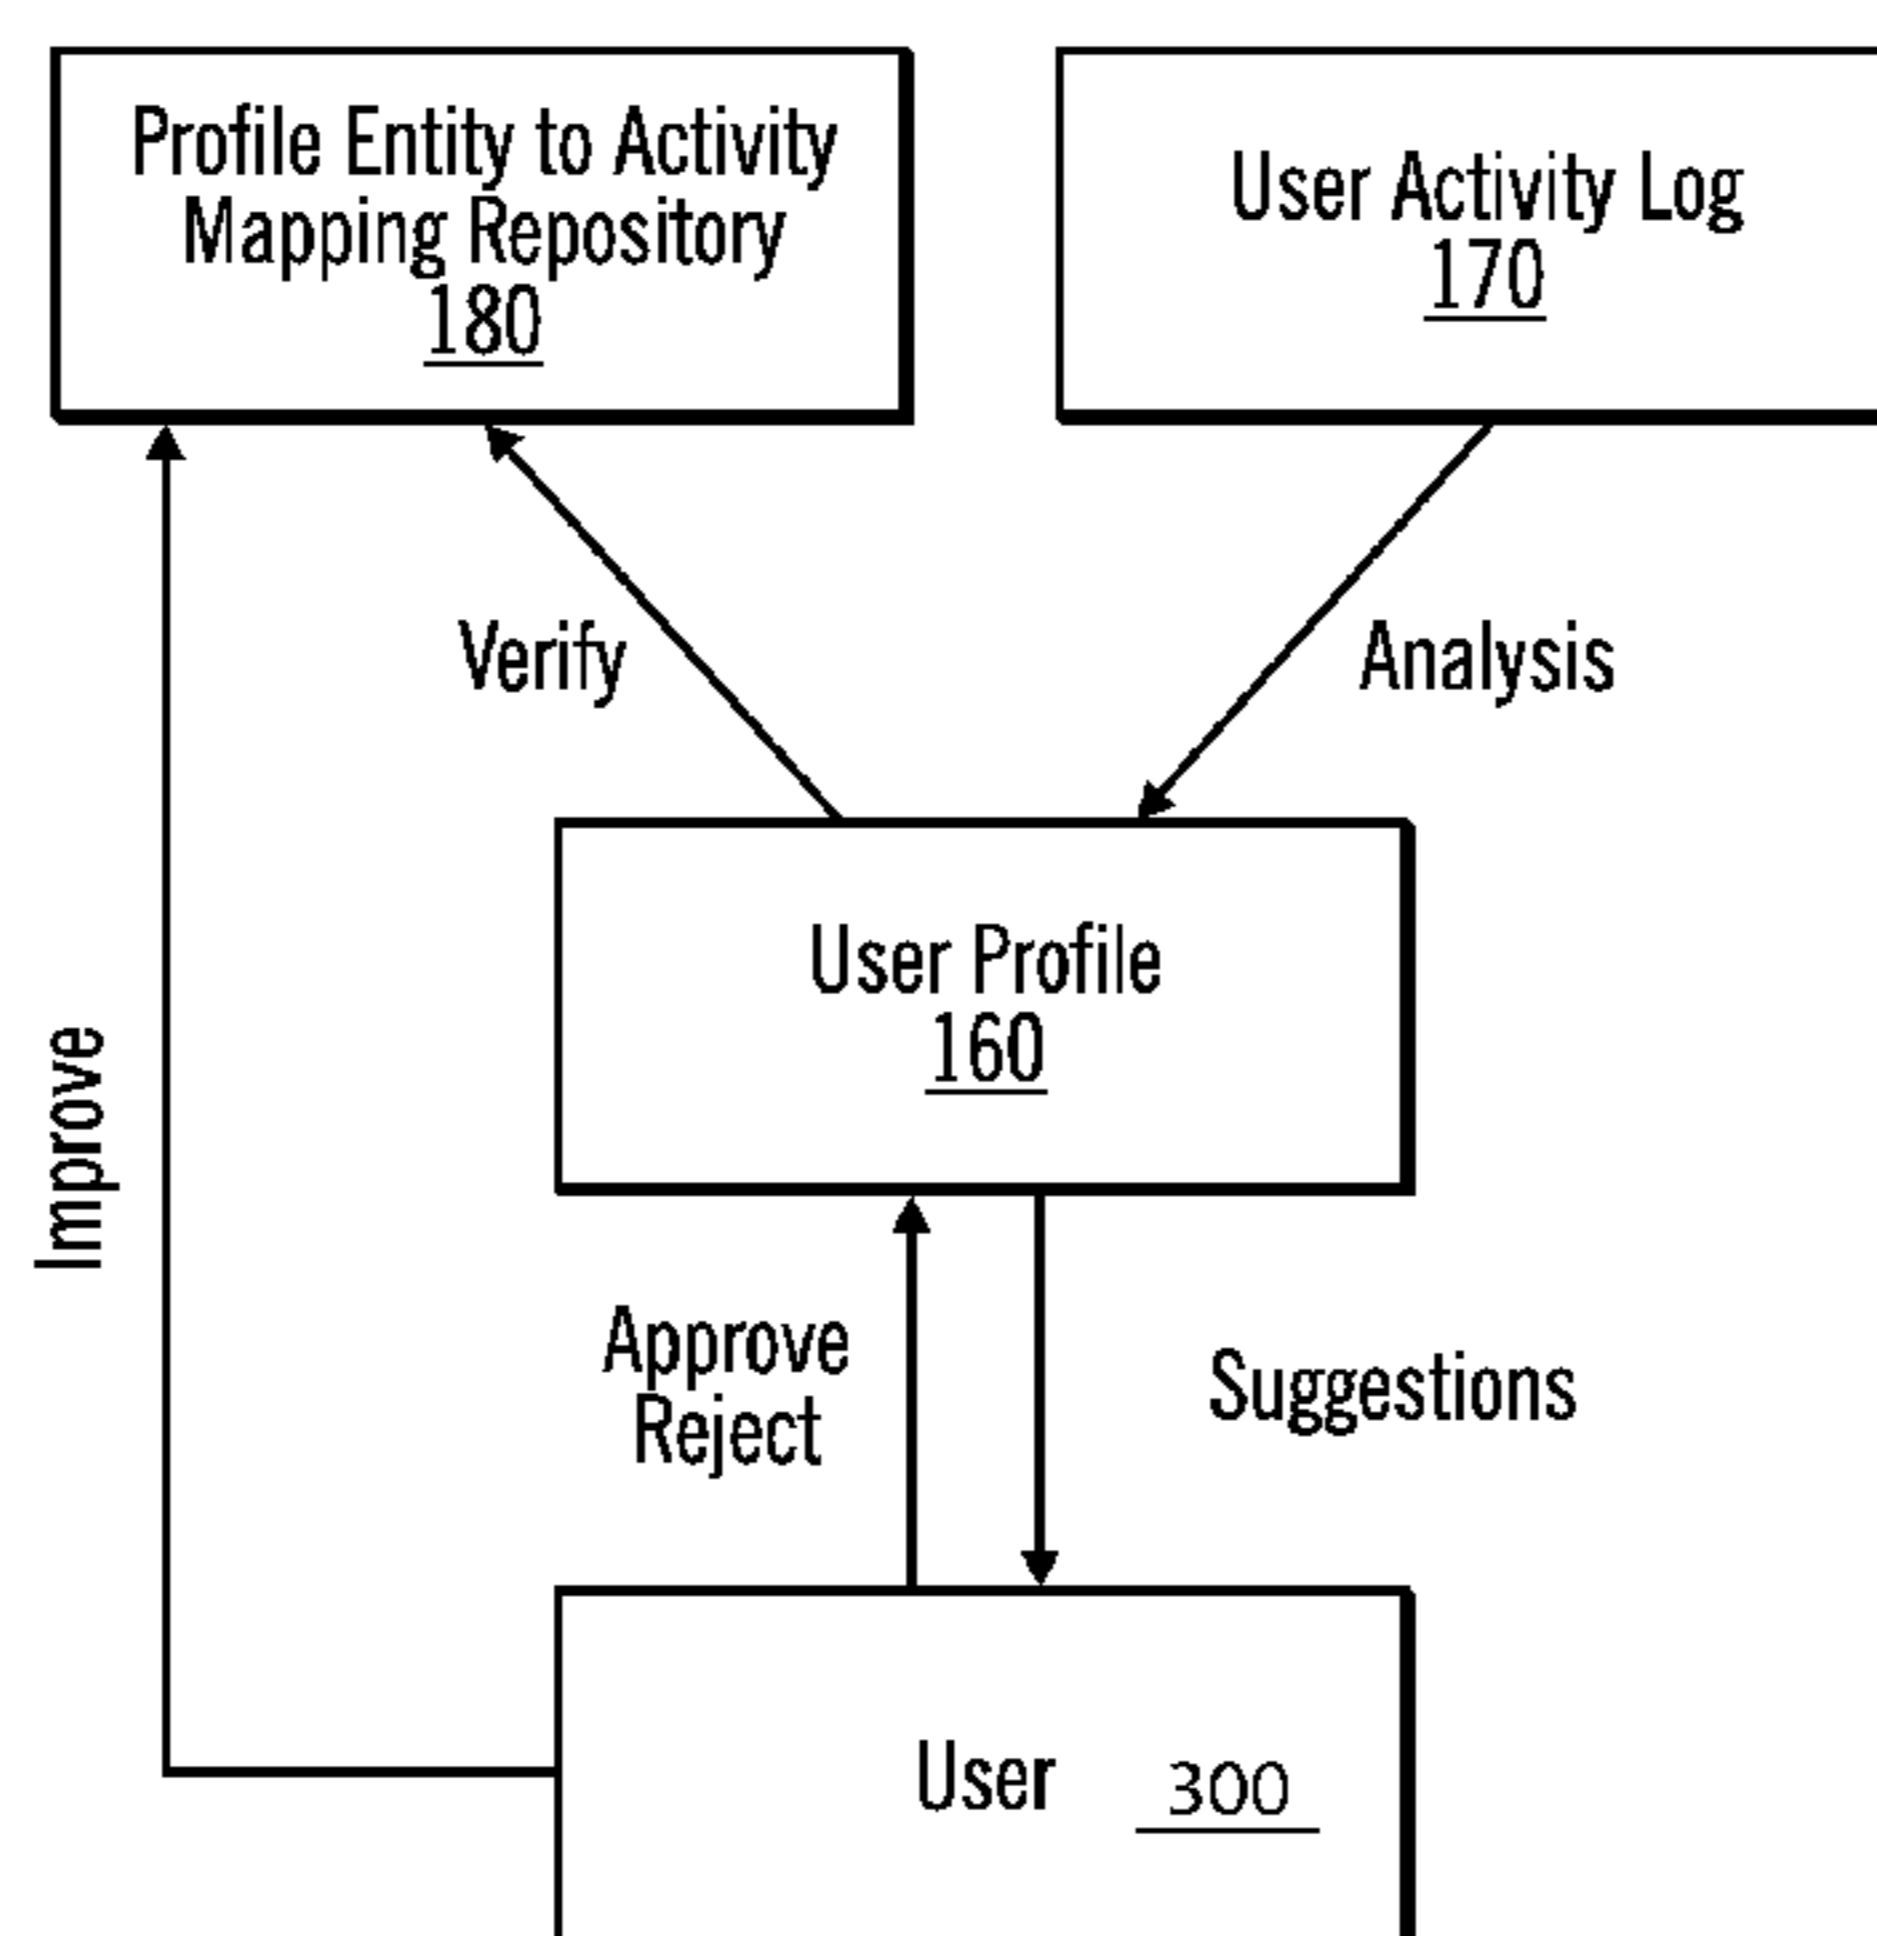 Profile Entity to Activity
Mapping Repository
180
User Activity Log
170
Verify
Analysis
User Profile
160
Improve
Approve
Reject
Suggestions
User 300